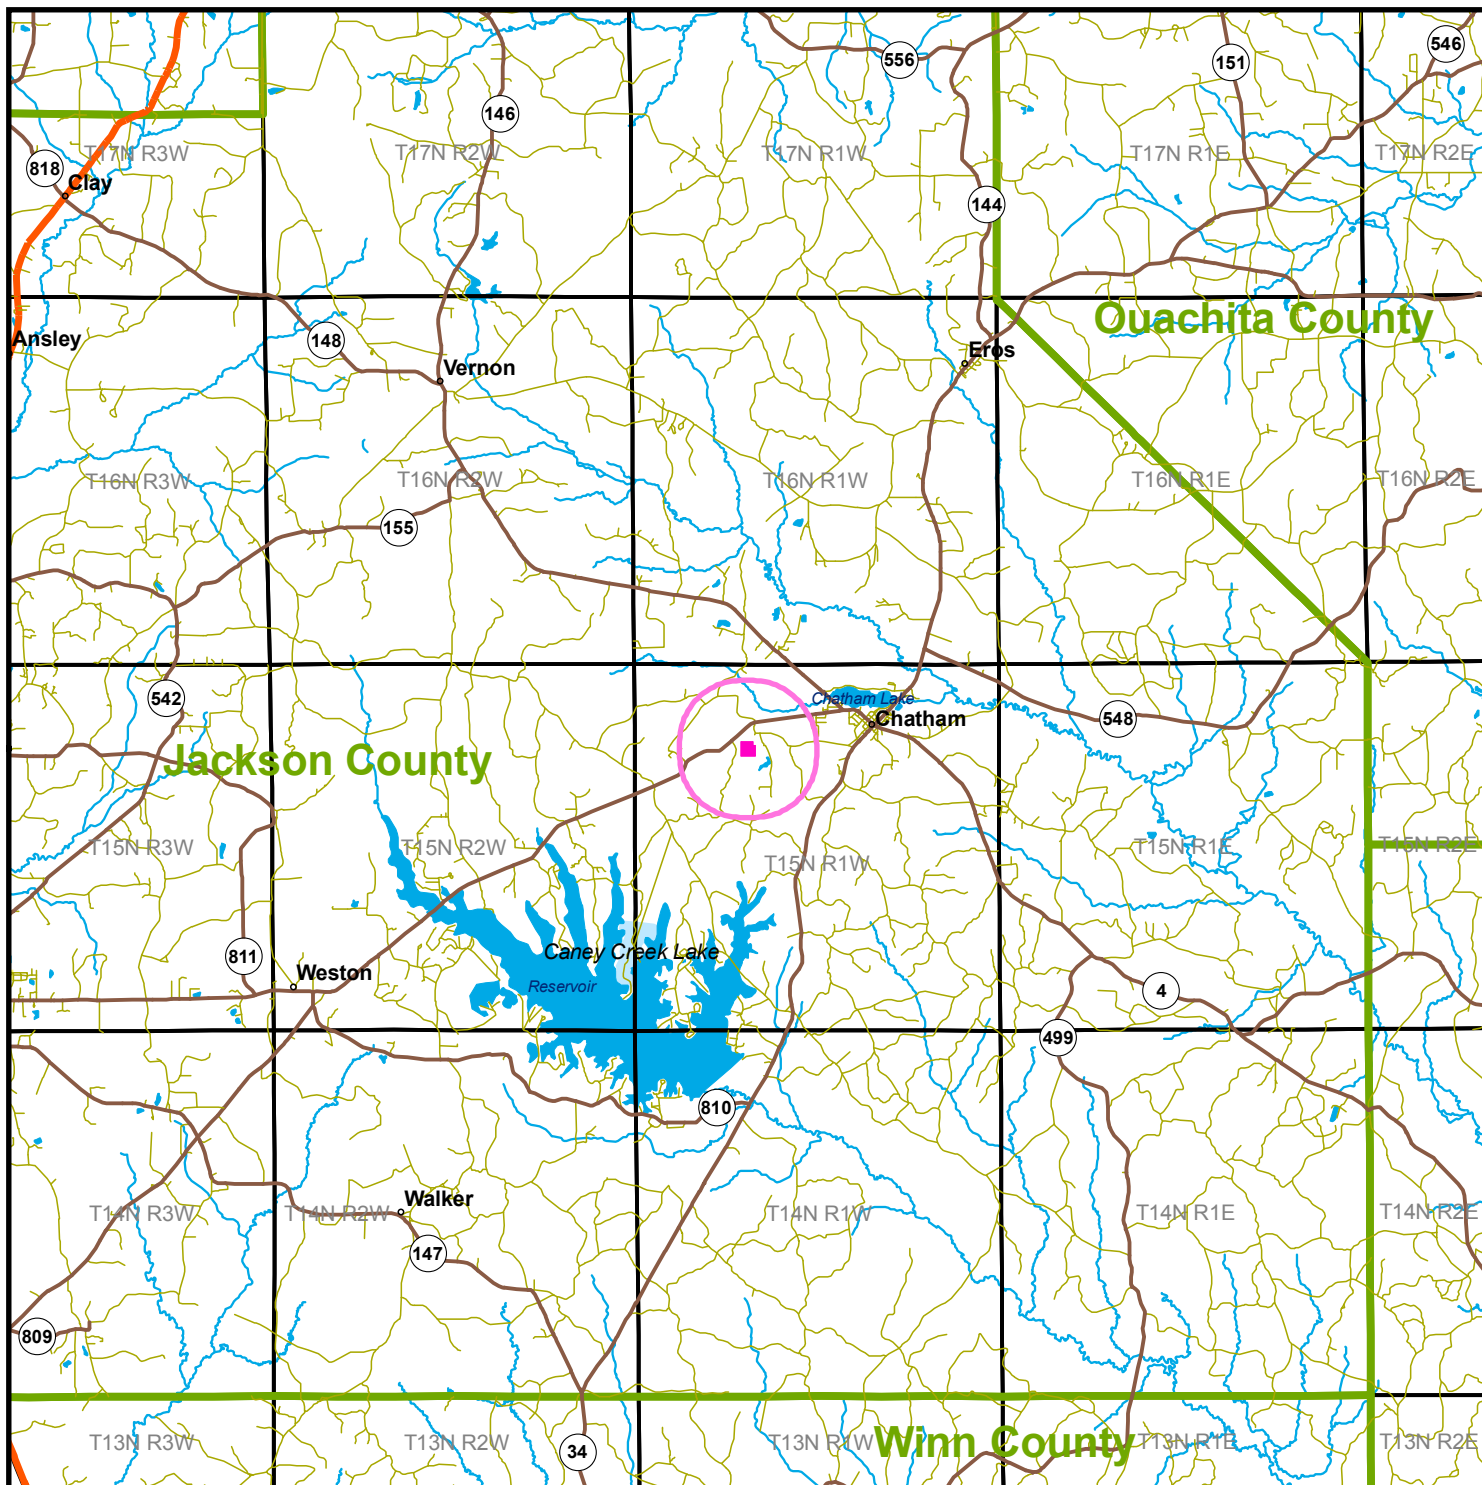 556
546
151
146
T17N R3W
T17N R2W
T17N R1W
T17N R1E
T17N R2E
818
Clay
144
Ouachita County
Ansley
148
Eros
Vernon
T16N R3W
T16N R2W
T16N R1W
T16N R1E
T16N R2E
155
542
Chatham Lake
Chatham
548
Jackson County
T15N R3W
T15N R2W
T15N R1W
T15N R1E
T15N R2E
811
Caney Creek Lake
Weston
Reservoir
4
499
810
Walker
T14N R3W
T14N R2W
T14N R1W
T14N R1E
T14N R2E
147
809
Winn County
T13N R3W
T13N R2W
T13N R1W
T13N R1E
T13N R2E
34